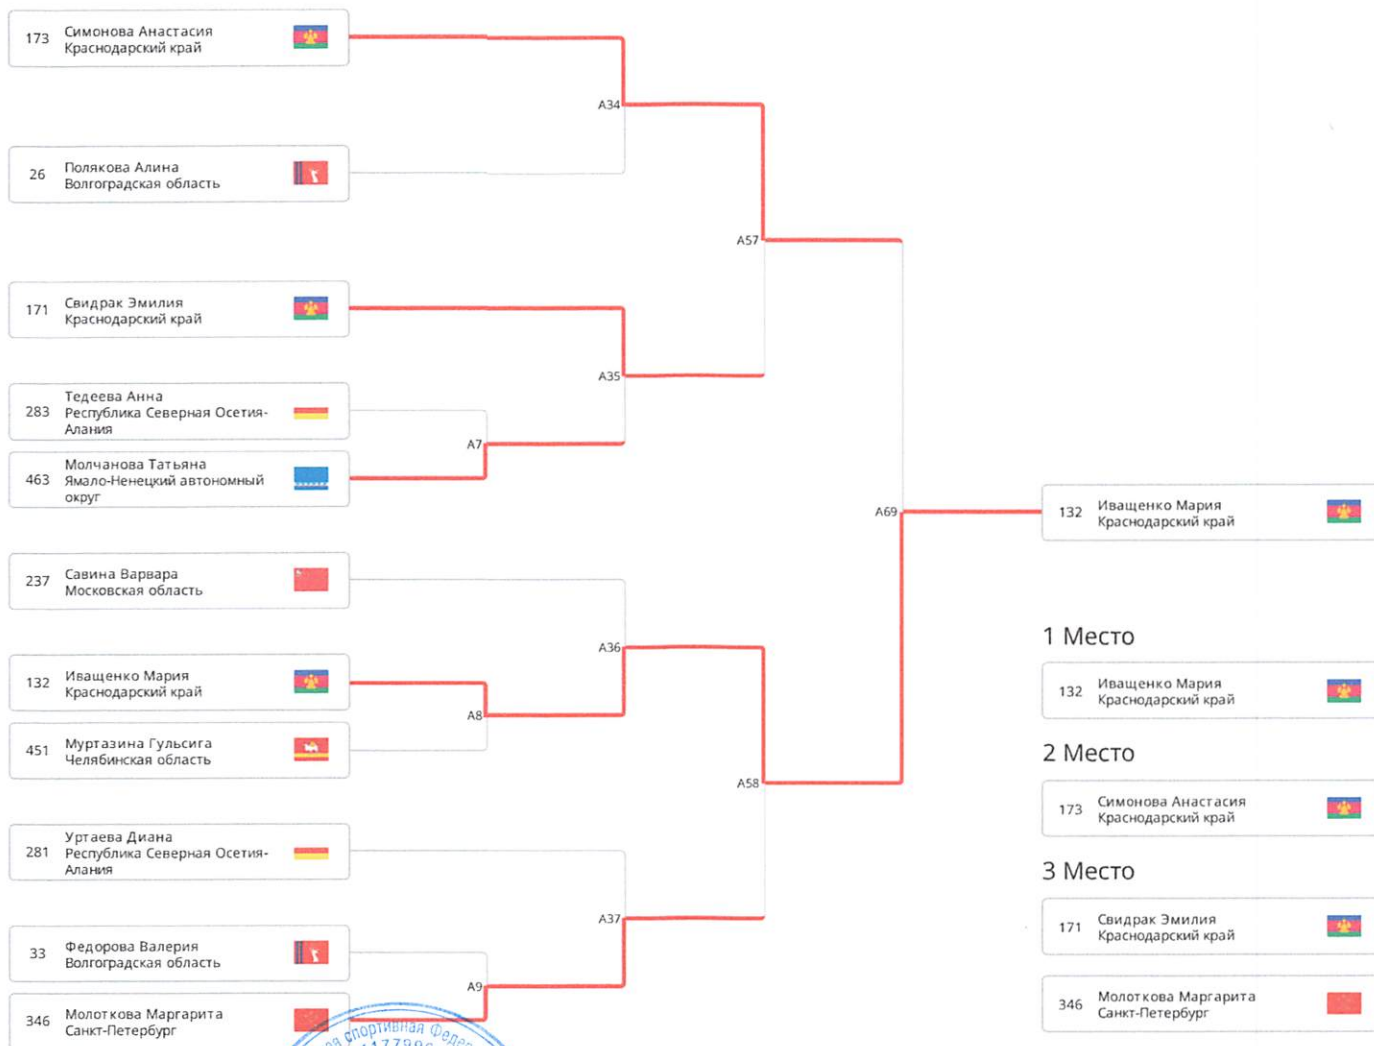 173 Симонова Анастасия
Краснодарский край
A34
26 Полякова Алина
Волгоградская область
A57
171 Свидрак Эмилия
Краснодарский край
A35
283 Тедеева Анна
Республика Северная Осетия-
Алания
A7
463 Молчанова Татьяна
Ямало-Ненецкий автономный
округ
A69
132 Иващенко Мария
Краснодарский край
237 Савина Варвара
Московская область
A36
132 Иващенко Мария
Краснодарский край
A8
451 Муртазина Гульсига
Челябинская область
A58
281 Уртаева Диана
Республика Северная Осетия-
Алания
A37
33 Федорова Валерия
Волгоградская область
A9
346 Молоткова Маргарита
Санкт-Петербург
1 Место
132 Иващенко Мария
Краснодарский край
2 Место
173 Симонова Анастасия
Краснодарский край
3 Место
171 Свидрак Эмилия
Краснодарский край
346 Молоткова Маргарита
Санкт-Петербург
спортивная